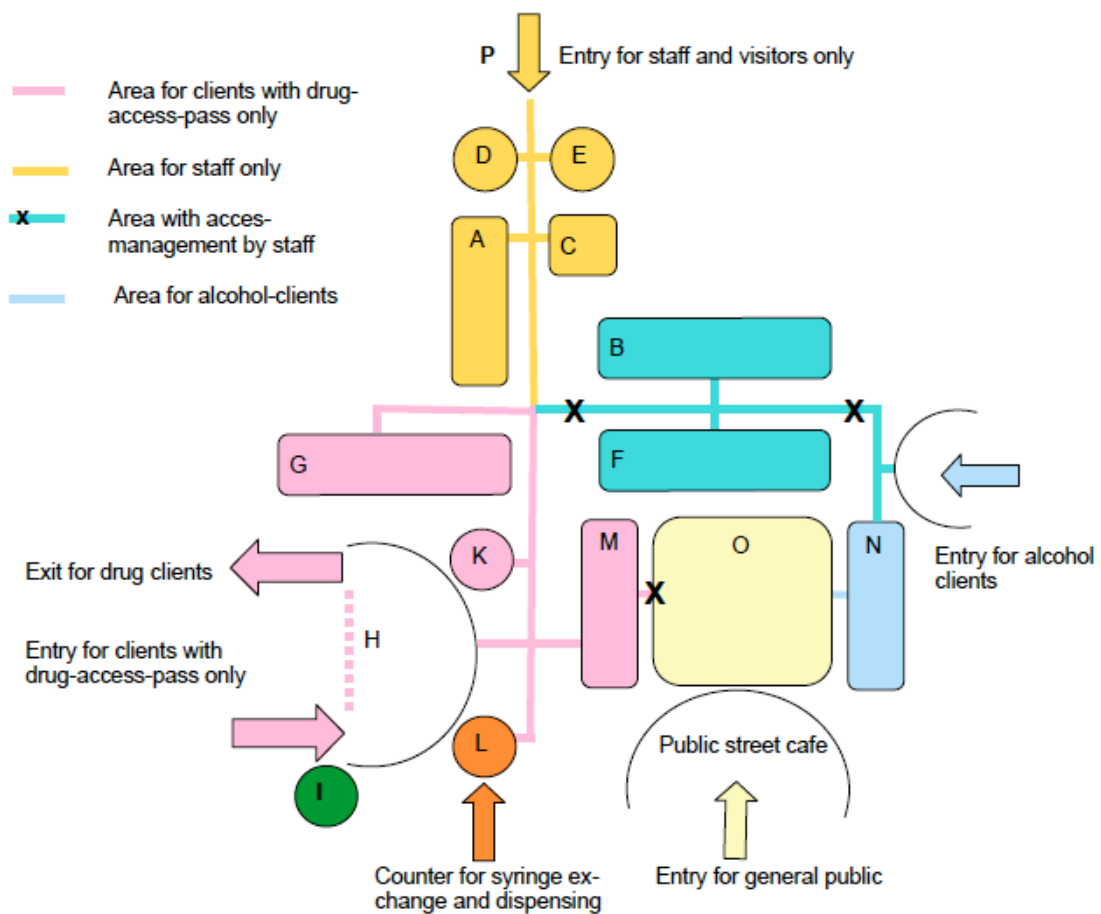 P
Entry for staff and visitors only
Area for clients with drug-
access-pass only
D
E
Area for staff only
x
Area with acces-
management by staff
A
C
Area for alcohol-clients
B
X
X
G
F
Entry for alcohol
clients
M
O
N
K
Exit for drug clients
H
X
Entry for clients with
drug-access-pass only
L
Public street cafe
I
Counter for syringe ex-
change and dispensing
Entry for general public